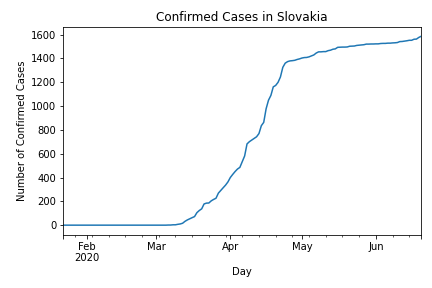 Confirmed Cases in Slovakia
Number of Confirmed Cases
1600
1400
1200
1000
800
600
400
200
0
Feb Mar Apr May Jun
2020
Day